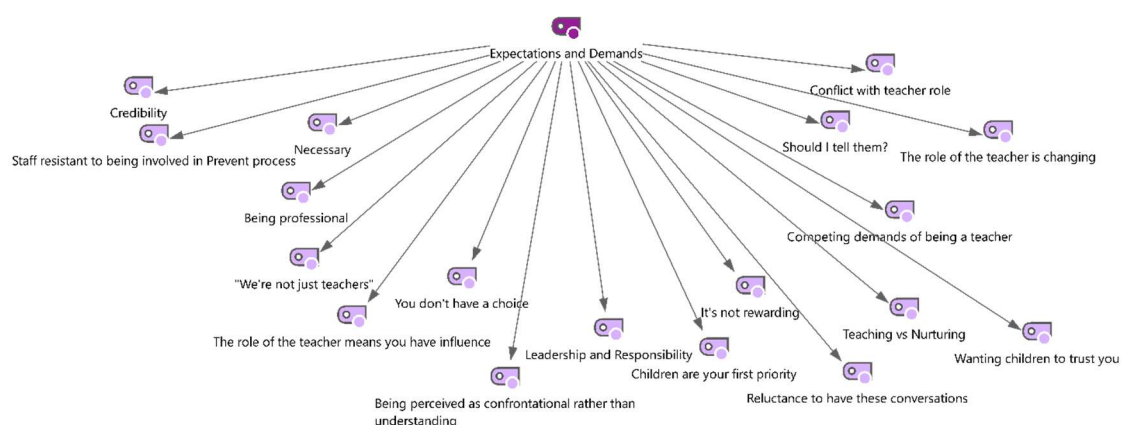 Expectations and Demands
Conflict with teacher role
Credibility
Necessary
Should I tell them?
Staff resistant to being involved in Prevent process
The role of the teacher is changing
Being professional
Competing demands of being a teacher
"We're not just teachers"
You don't have a choice
It's not rewarding
Teaching vs Nurturing
The role of the teacher means you have influence
Leadership and Responsibility
Wanting children to trust you
Children are your first priority
Reluctance to have these conversations
Being perceived as confrontational rather than
understanding